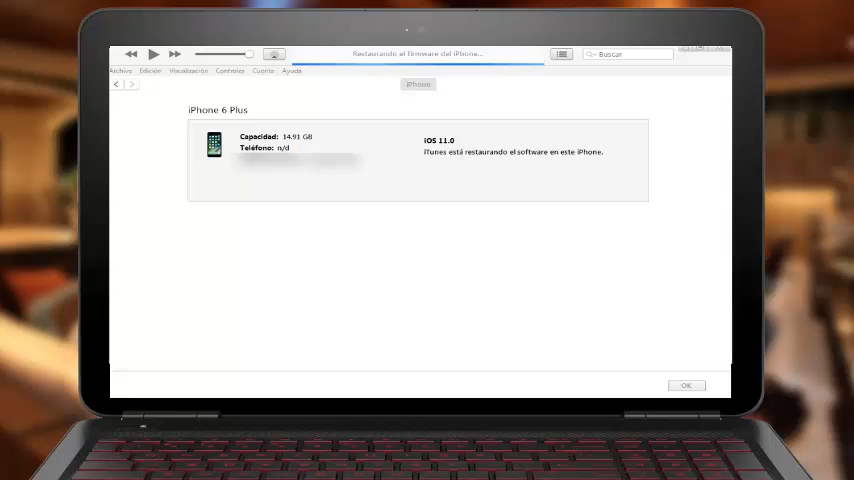 Restaurando el firmware del iPhone...
Buscar
Archivo Edición Visualización Controles Cuenta Ayuda
iPhone
iPhone 6 Plus
Capacidad: 14.91 GB
Teléfono: n/d
iOS 11.0
iTunes está restaurando el software en este iPhone.
OK